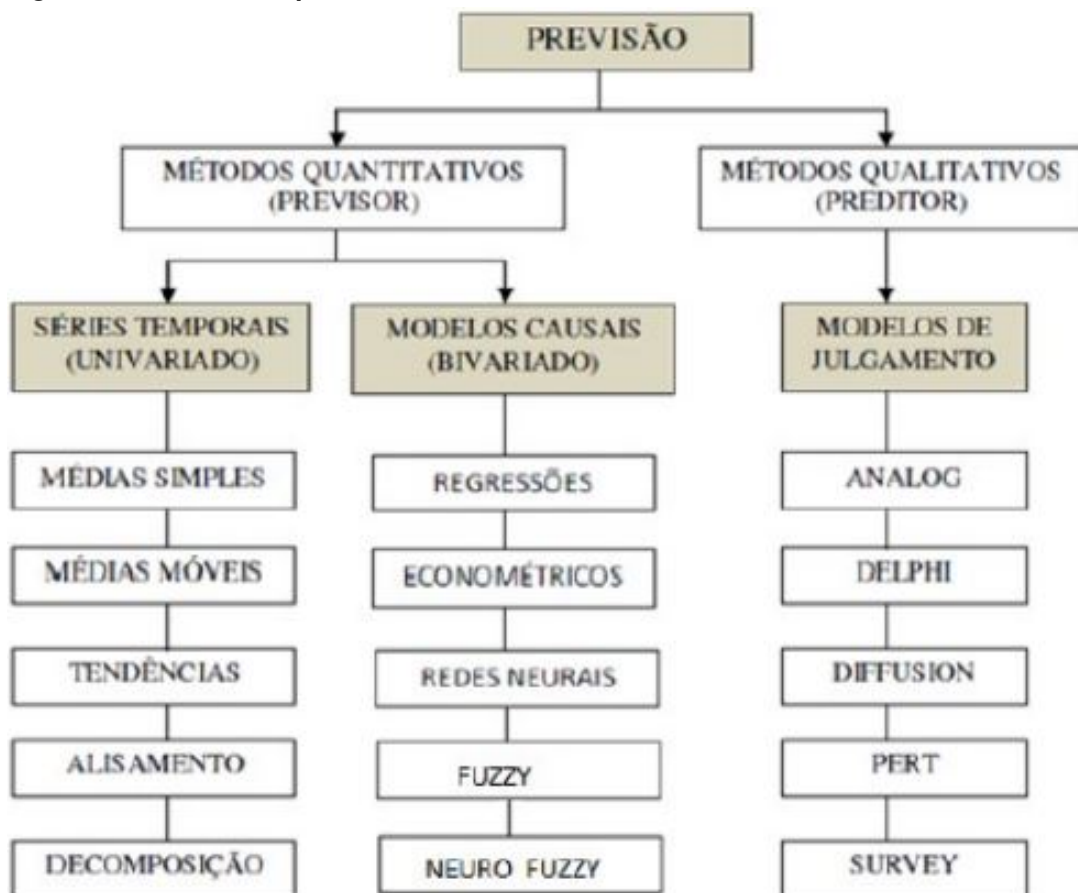 PREVISÃO
MÉTODOS QUANTITATIVOS
(PREVISOR)
MÉTODOS QUALITATIVOS
(PREDITOR)
SÉRIES TEMPORAIS
(UNIVARIADO)
MODELOS CAUSAIS
(BIVARIADO)
MODELOS DE
JULGAMENTO
MÉDIAS SIMPLES
REGRESSÕES
ANALOG
MÉDIAS MÓVEIS
ECONOMÉTRICOS
DELPHI
TENDÊNCIAS
REDES NEURAIS
DIFFUSION
ALISAMENTO
FUZZY
PERT
DECOMPOSIÇÃO
NEURO FUZZY
SURVEY